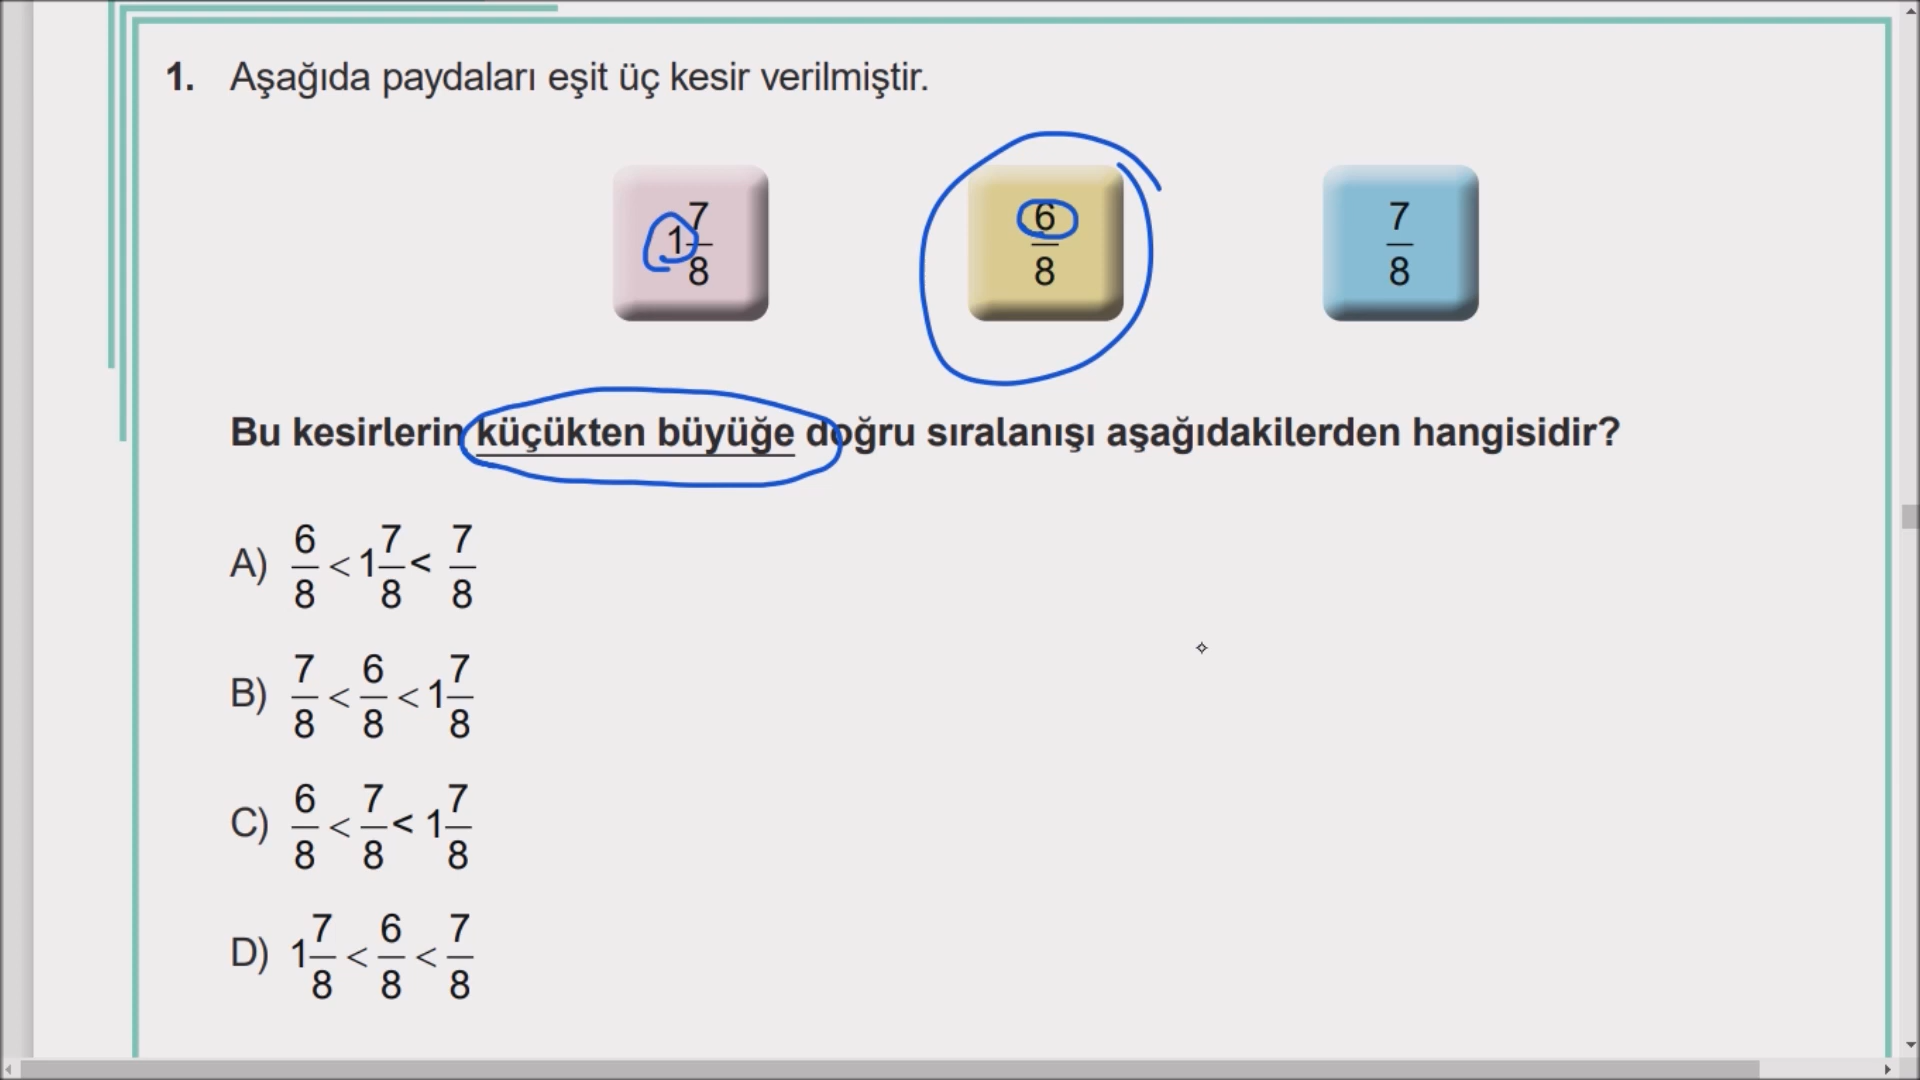 1. Aşağıda paydaları eşit üç kesir verilmiştir.
1 7/8 6/8 7/8
Bu kesirlerin küçükten büyüğe doğru sıralanışı aşağıdakilerden hangisidir?
A) 6/8 < 1 7/8 < 7/8
B) 7/8 < 6/8 < 1 7/8
C) 6/8 < 7/8 < 1 7/8
D) 1 7/8 < 6/8 < 7/8